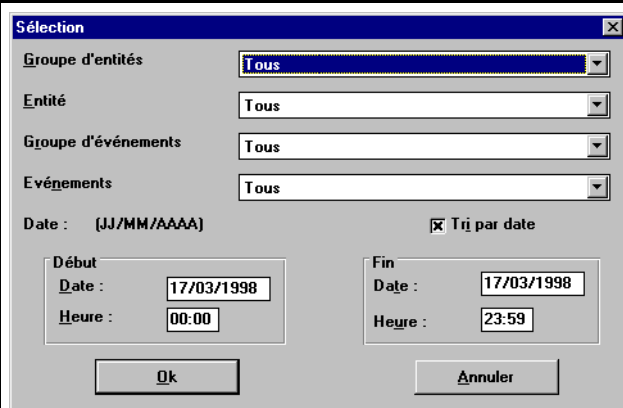 Sélection
Groupe d'entités Tous
Entité Tous
Groupe d'événements Tous
Evénements Tous
Date : (JJ/MM/AAAA) Tri par date
Début Fin
Date : 17/03/1998 Date : 17/03/1998
Heure : 00:00 Heure : 23:59
Ok Annuler